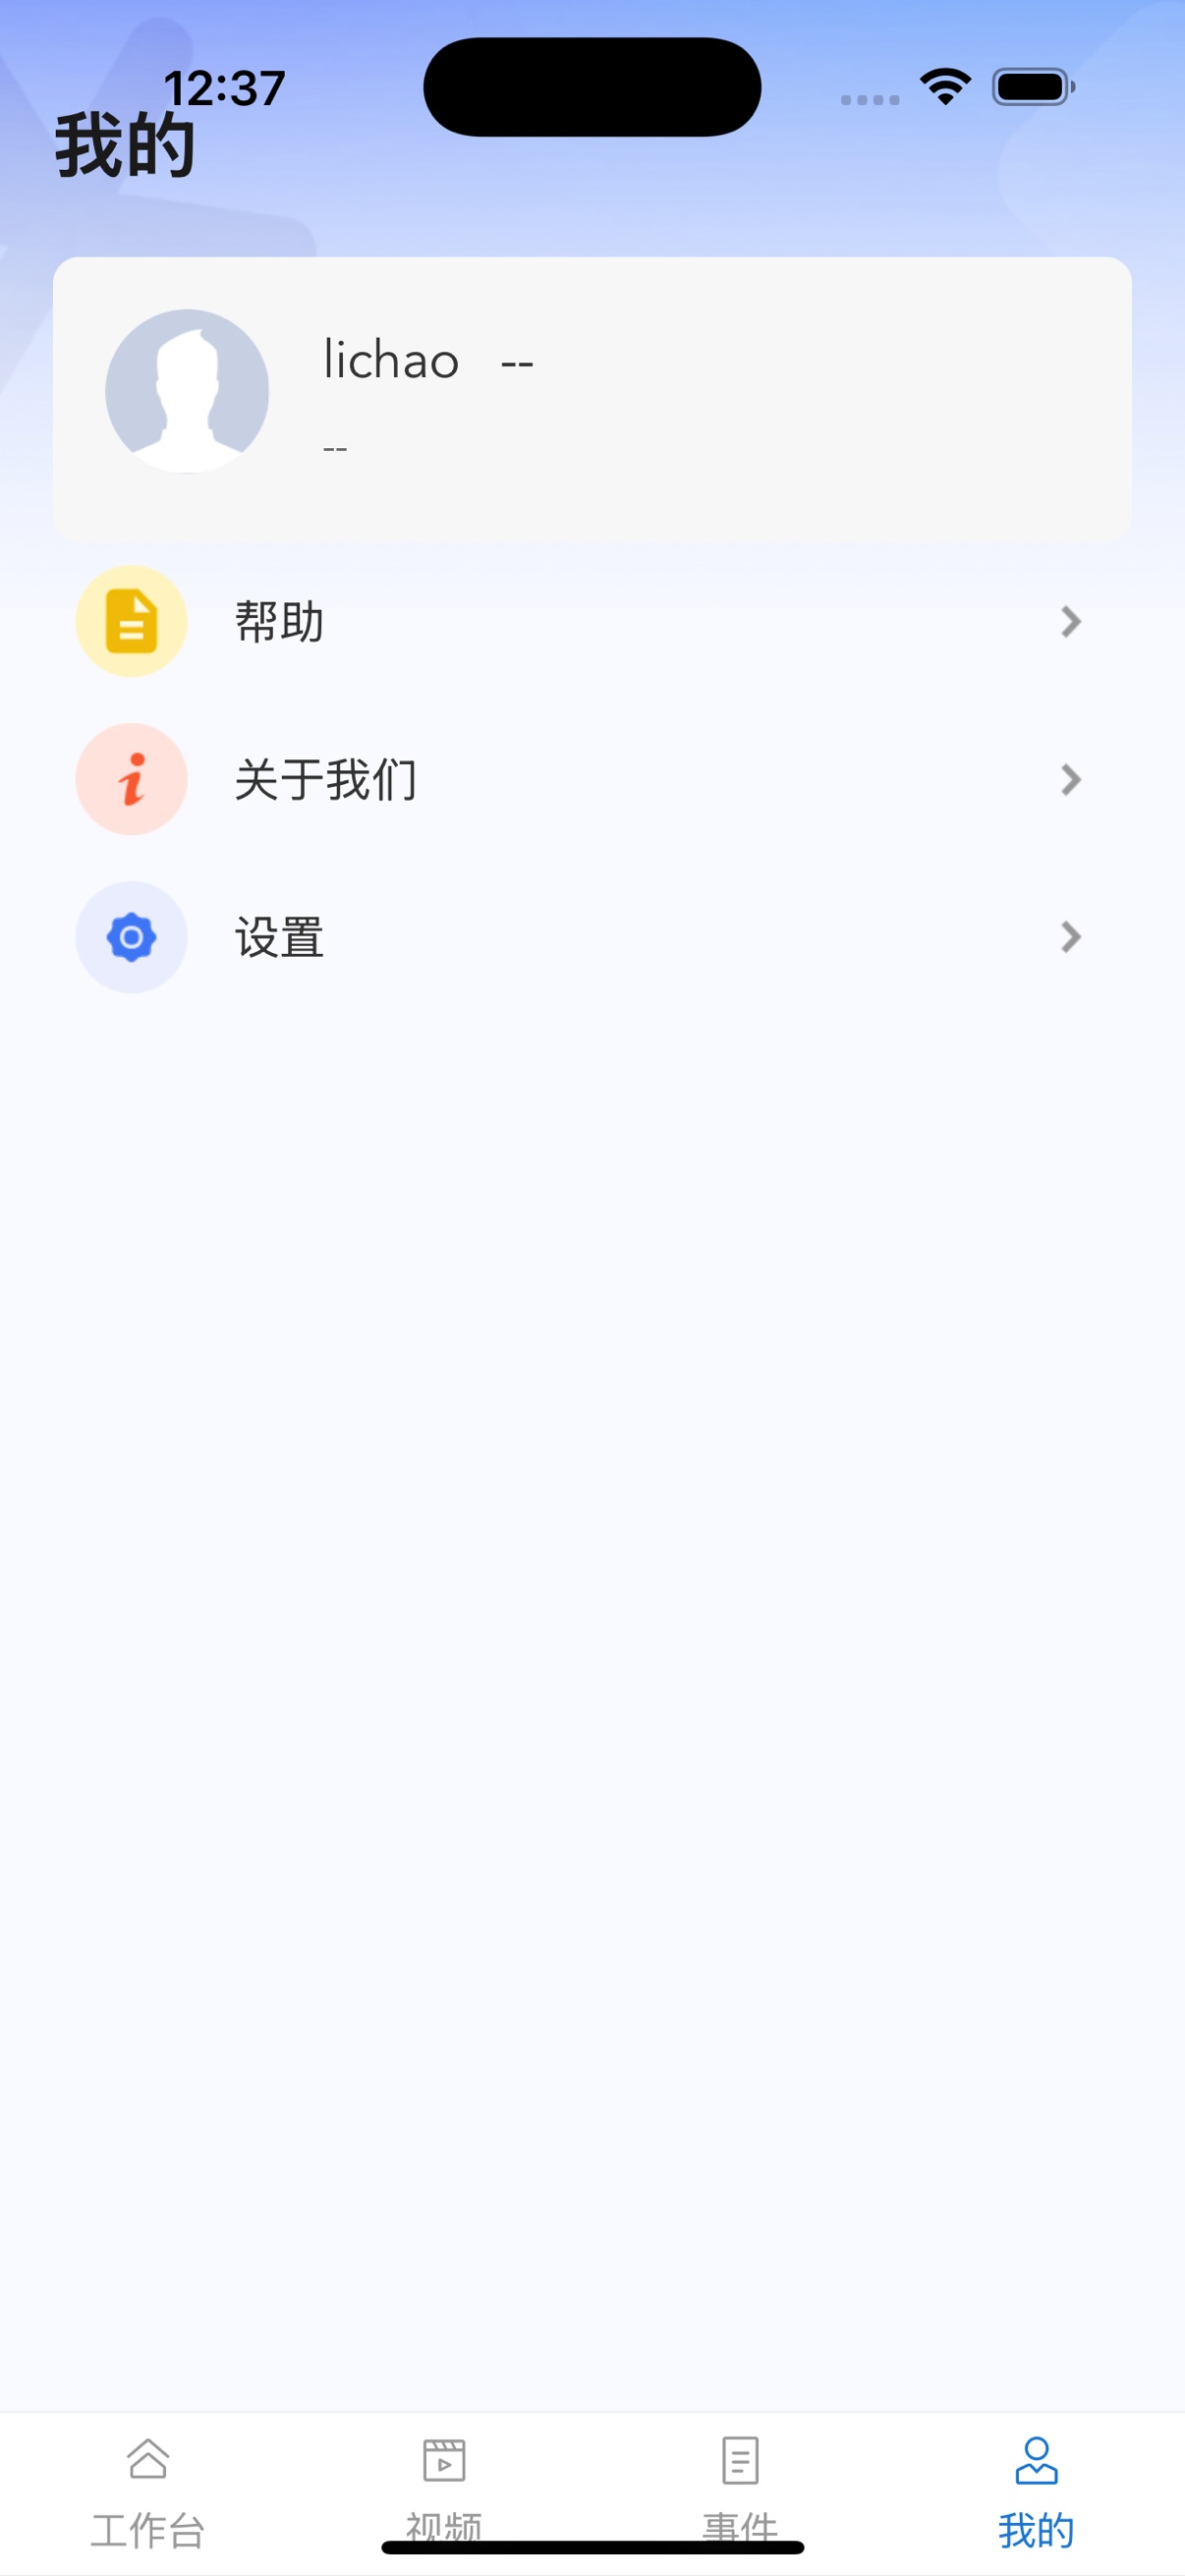 12:37
我的
lichao --
--
帮助
关于我们
设置
工作台 视频 事件 我的